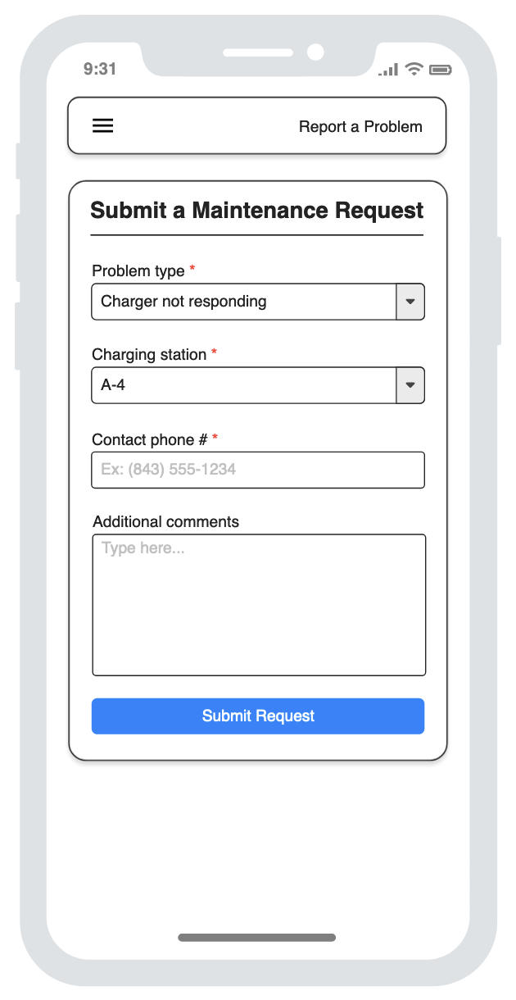 9:31
Report a Problem
Submit a Maintenance Request
Problem type *
Charger not responding
Charging station *
A-4
Contact phone # *
Ex: (843) 555-1234
Additional comments
Type here...
Submit Request